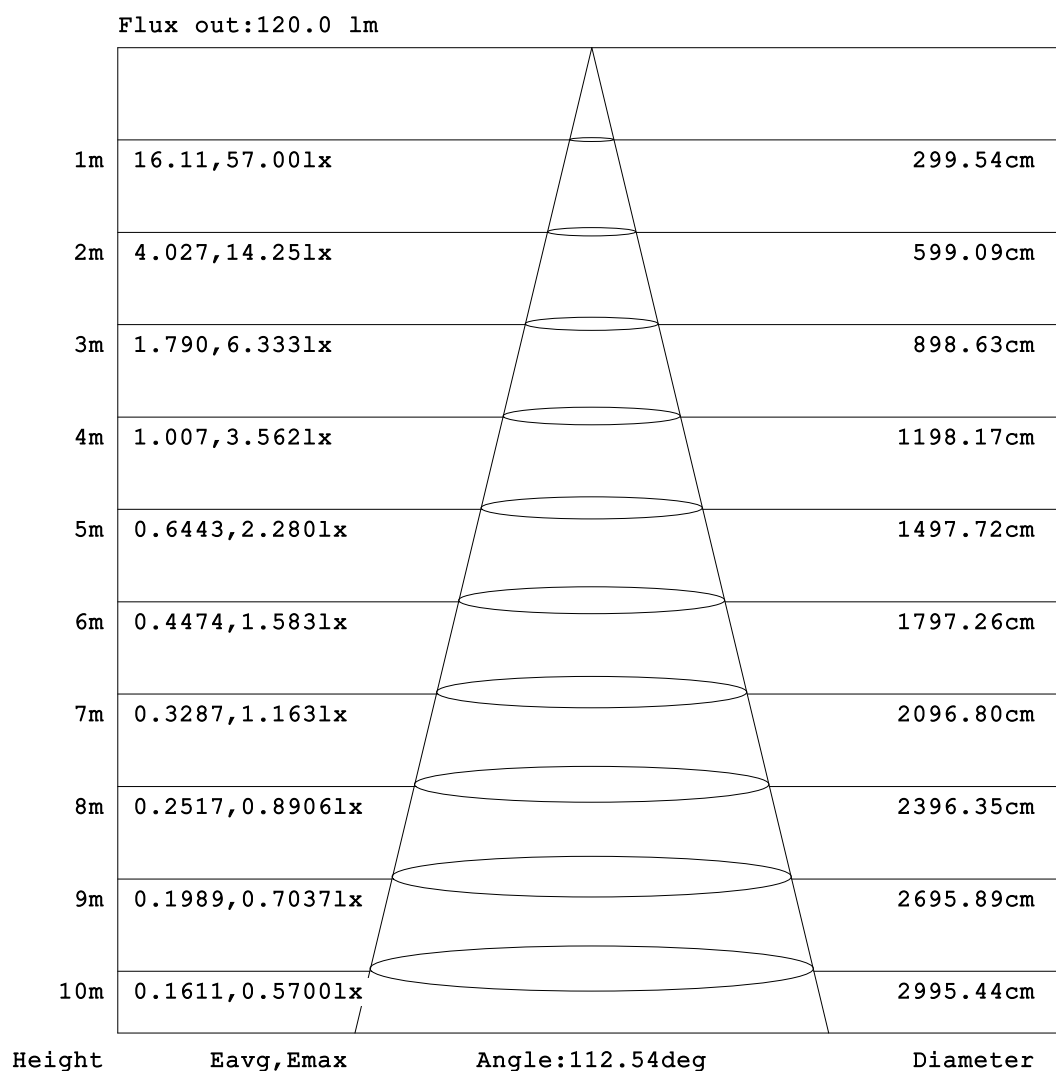 Flux out:120.0 lm
1m 16.11,57.00lx 299.54cm
2m 4.027,14.25lx 599.09cm
3m 1.790,6.333lx 898.63cm
4m 1.007,3.562lx 1198.17cm
5m 0.6443,2.280lx 1497.72cm
6m 0.4474,1.583lx 1797.26cm
7m 0.3287,1.163lx 2096.80cm
8m 0.2517,0.8906lx 2396.35cm
9m 0.1989,0.7037lx 2695.89cm
10m 0.1611,0.5700lx 2995.44cm
Height Eavg,Emax Angle:112.54deg Diameter